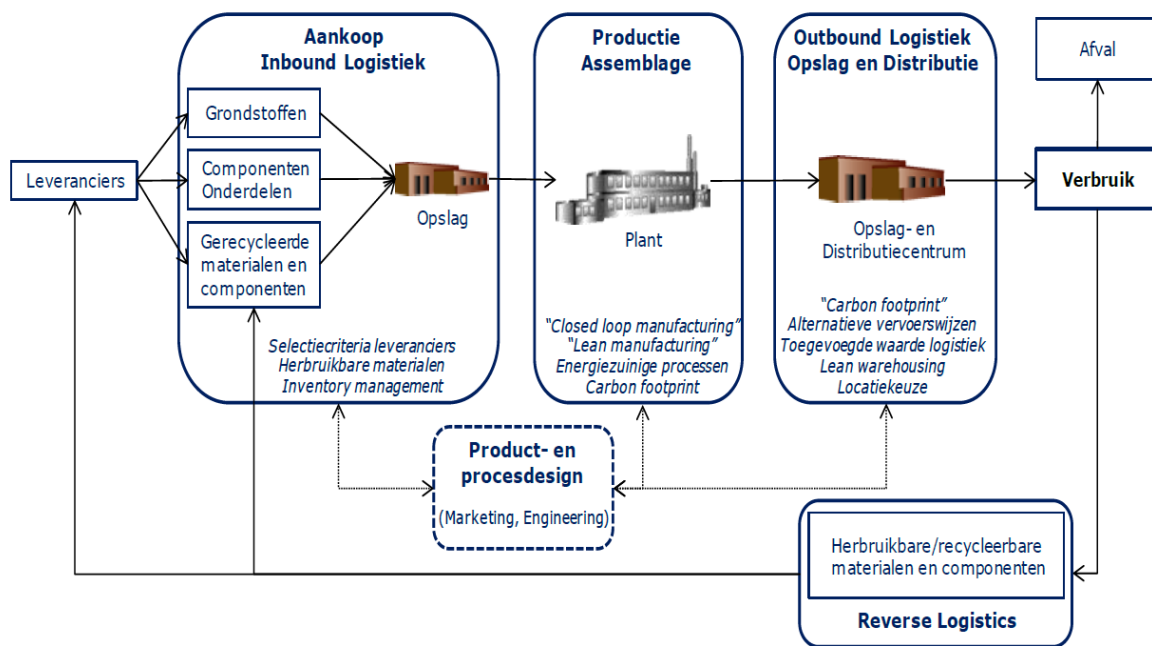 Aankoop
Inbound Logistiek
Productie
Assemblage
Outbound Logistiek
Opslag en Distributie
Afval
Grondstoffen
Leveranciers
Componenten
Onderdelen
Gerecycleerde
materialen en
componenten
Opslag
Plant
Opslag- en
Distributiecentrum
Verbruik
Selectiecriteria leveranciers
Herbruikbare materialen
Inventory management
“Closed loop manufacturing”
“Lean manufacturing”
Energiezuinige processen
Carbon footprint
“Carbon footprint”
Alternatieve vervoerswijzen
Toegevoegde waarde logistiek
Lean warehousing
Locatiekeuze
Product- en
procesdesign
(Marketing, Engineering)
Herbruikbare/recycleerbare
materialen en componenten
Reverse Logistics